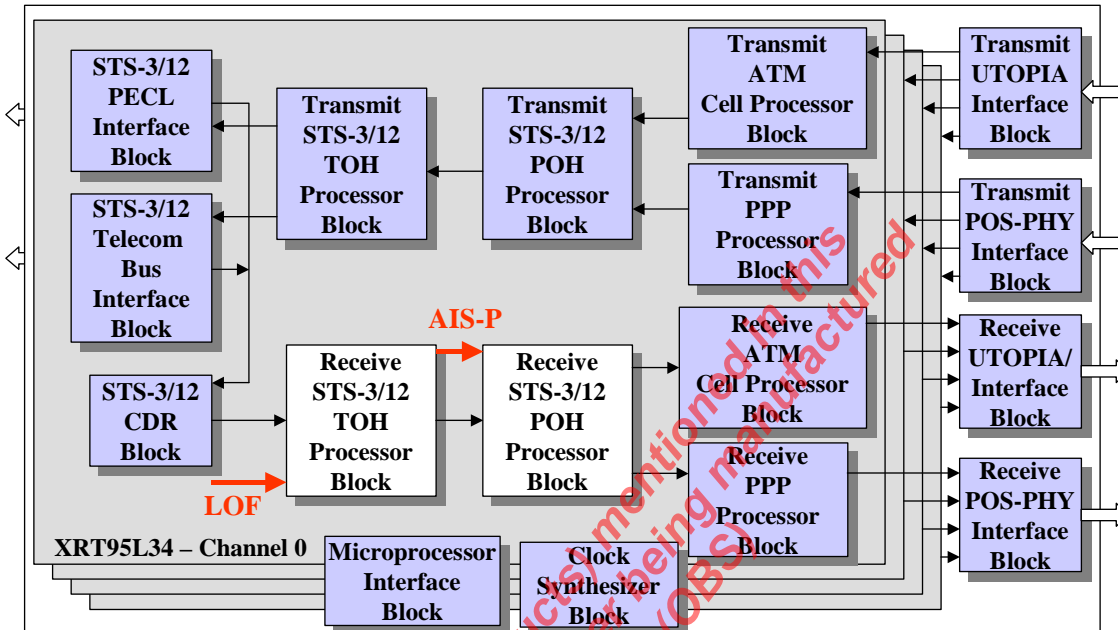 STS-3/12
PECL
Interface
Block
Transmit
STS-3/12
TOH
Processor
Block
Transmit
STS-3/12
POH
Processor
Block
Transmit
ATM
Cell Processor
Block
Transmit
UTOPIA
Interface
Block
STS-3/12
Telecom
Bus
Interface
Block
Transmit
PPP
Processor
Block
Transmit
POS-PHY
Interface
Block
AIS-P
STS-3/12
CDR
Block
Receive
STS-3/12
TOH
Processor
Block
Receive
STS-3/12
POH
Processor
Block
Receive
ATM
Cell Processor
Block
Receive
UTOPIA/
Interface
Block
LOF
Receive
PPP
Processor
Block
Receive
POS-PHY
Interface
Block
XRT95L34 – Channel 0
Microprocessor
Interface
Block
Clock
Synthesizer
Block
mentioned in this
being manufactured
(OBS)